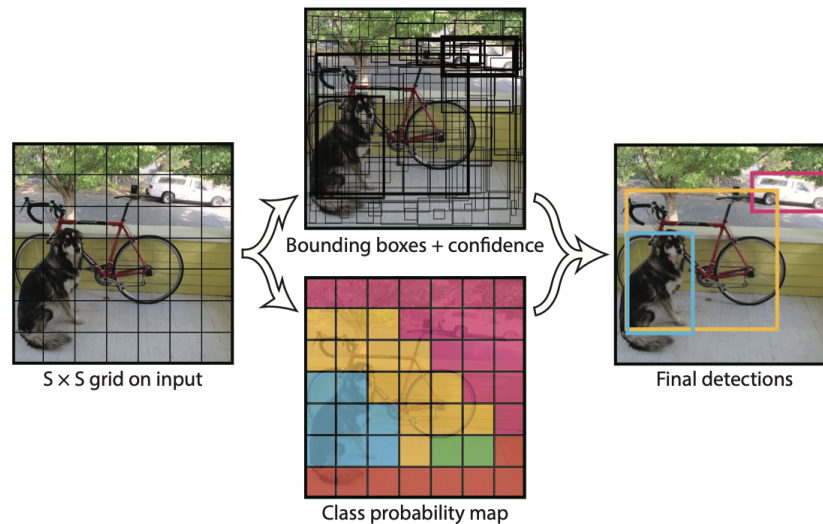 Bounding boxes + confidence
S × S grid on input
Final detections
Class probability map